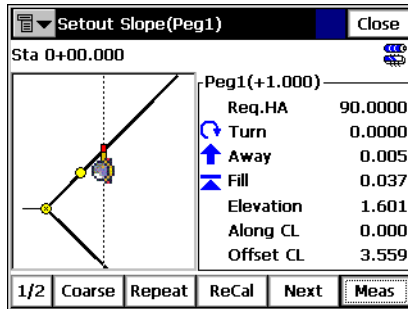 Setout Slope(Peg1)
Close
Sta 0+00.000
Peg1(+1.000)
Req.HA 90.0000
Turn 0.0000
Away 0.005
Fill 0.037
Elevation 1.601
Along CL 0.000
Offset CL 3.559
1/2 Coarse Repeat ReCal Next Meas